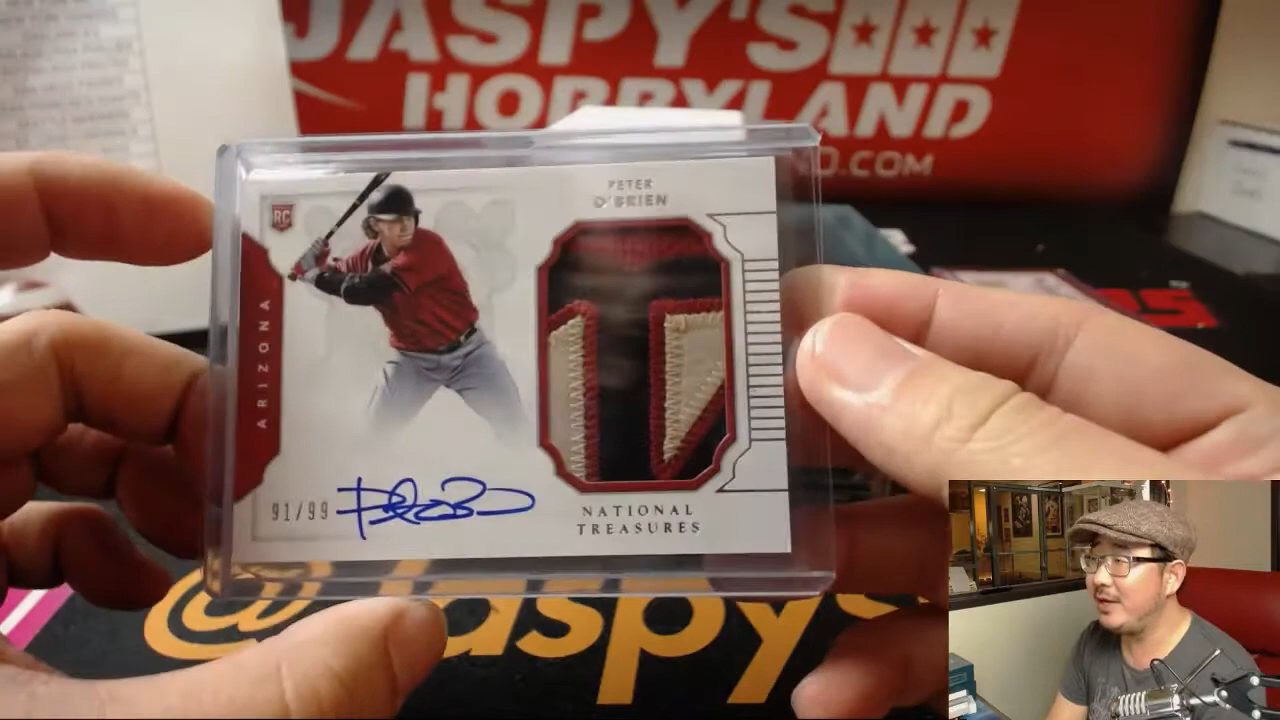 JASPY'S
HOBBYLAND
D.COM
RC
PETER
O'BRIEN
ARIZONA
91/99
NATIONAL
TREASURES
@Jaspy